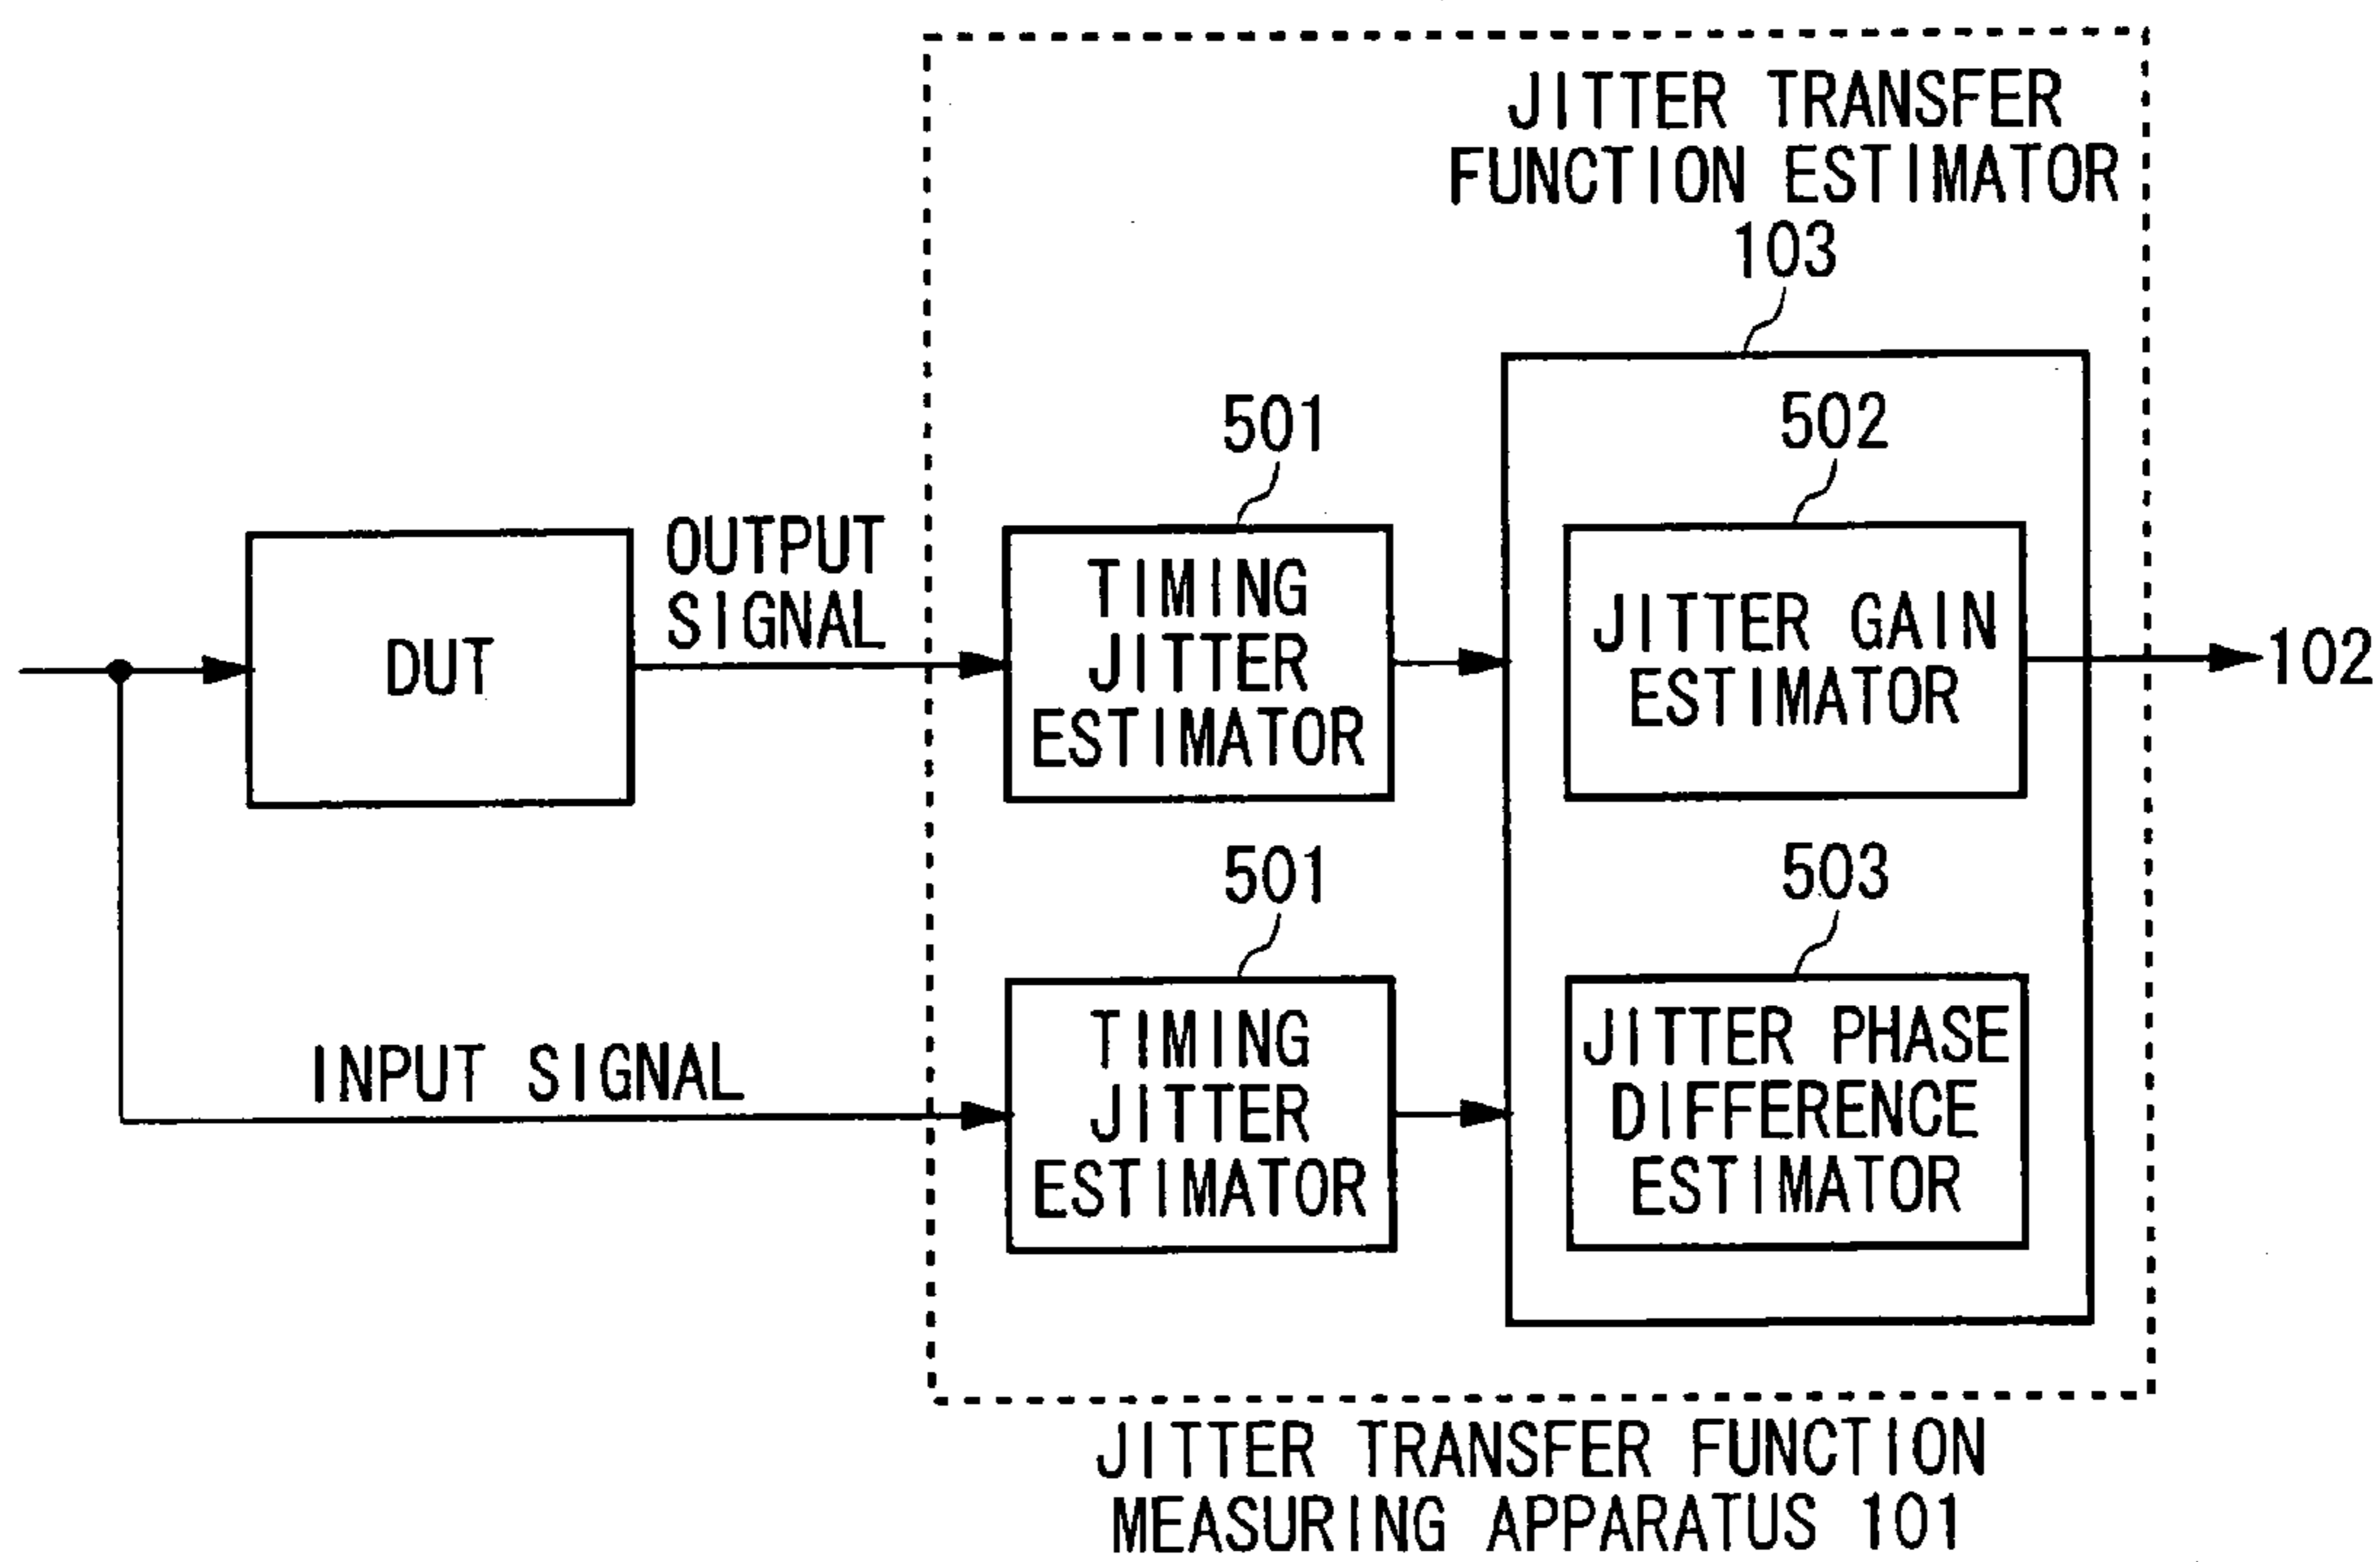 JITTER TRANSFER
FUNCTION ESTIMATOR
103
501
502
OUTPUT
SIGNAL
DUT
TIMING
JITTER
ESTIMATOR
JITTER GAIN
ESTIMATOR
102
501
503
INPUT SIGNAL
TIMING
JITTER
ESTIMATOR
JITTER PHASE
DIFFERENCE
ESTIMATOR
JITTER TRANSFER FUNCTION
MEASURING APPARATUS 101